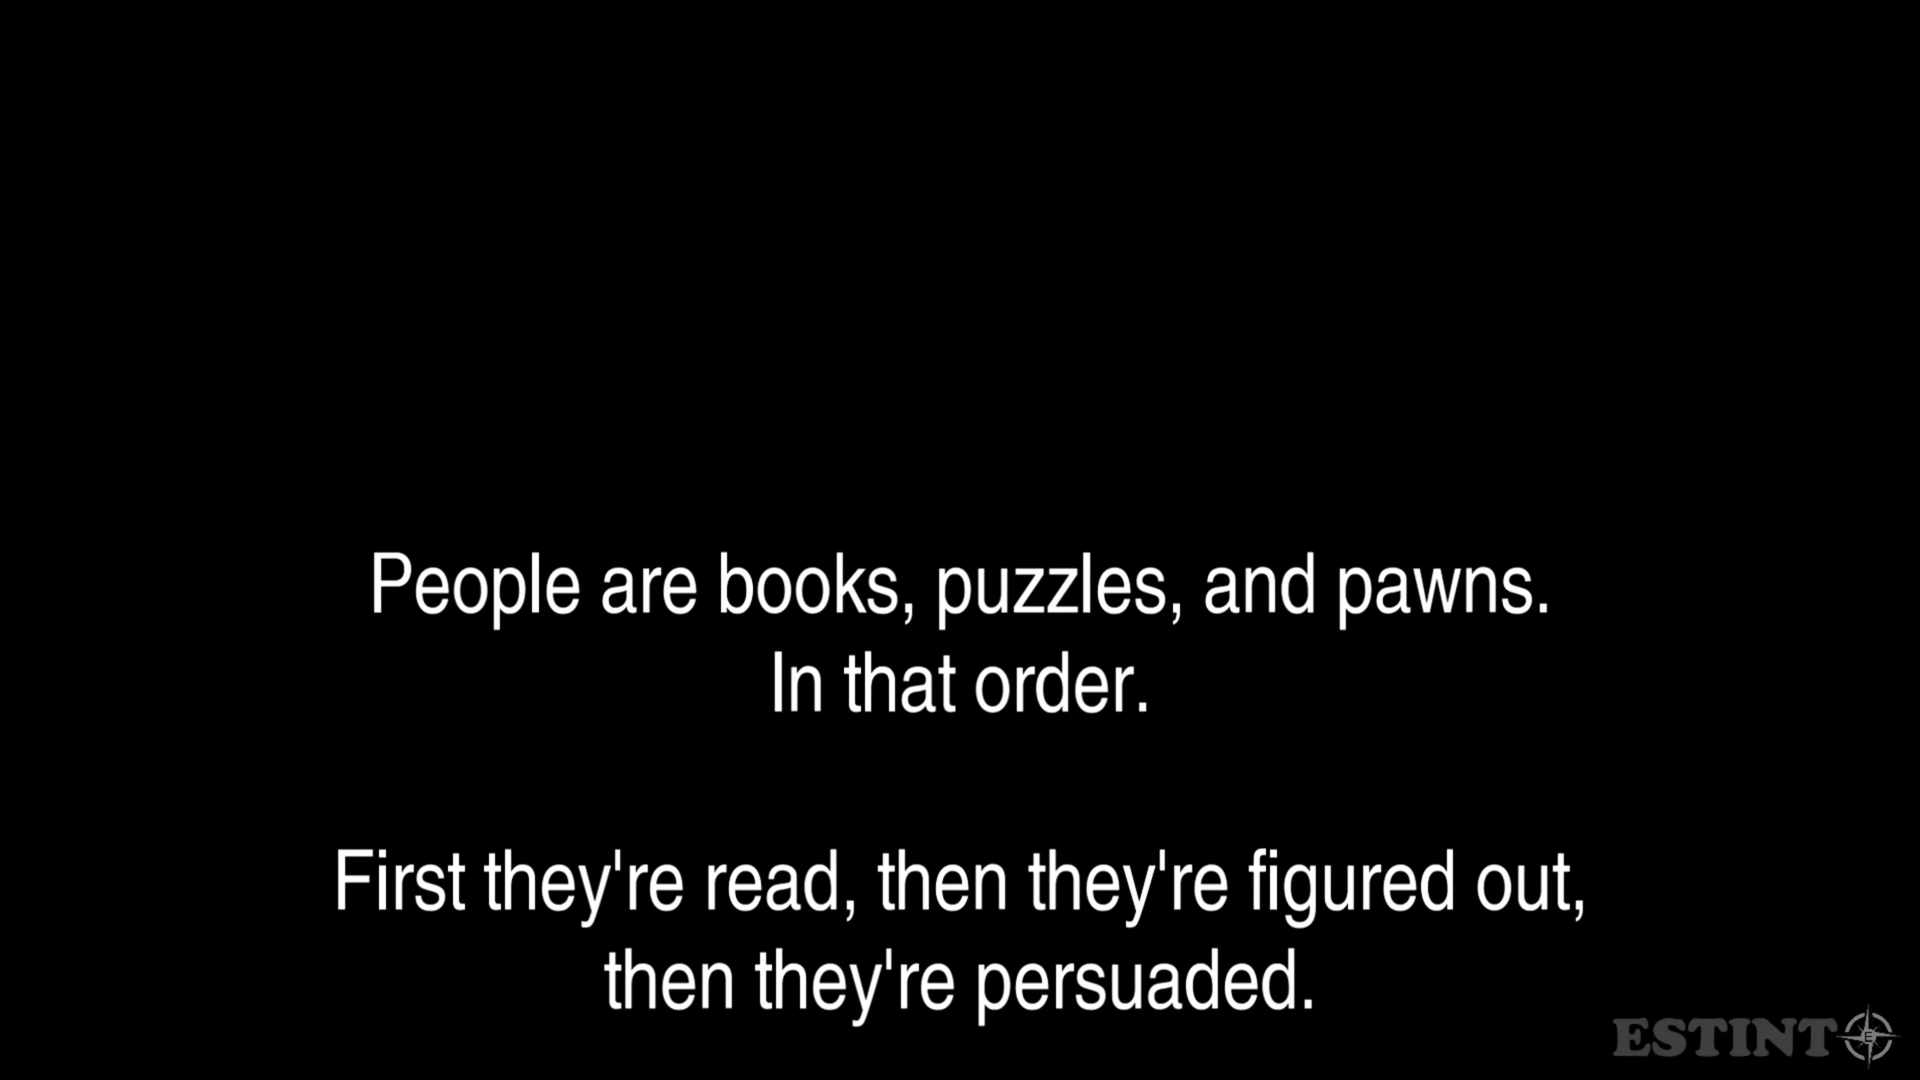 People are books, puzzles, and pawns.
In that order.
First they're read, then they're figured out,
then they're persuaded.
ESTINT
E